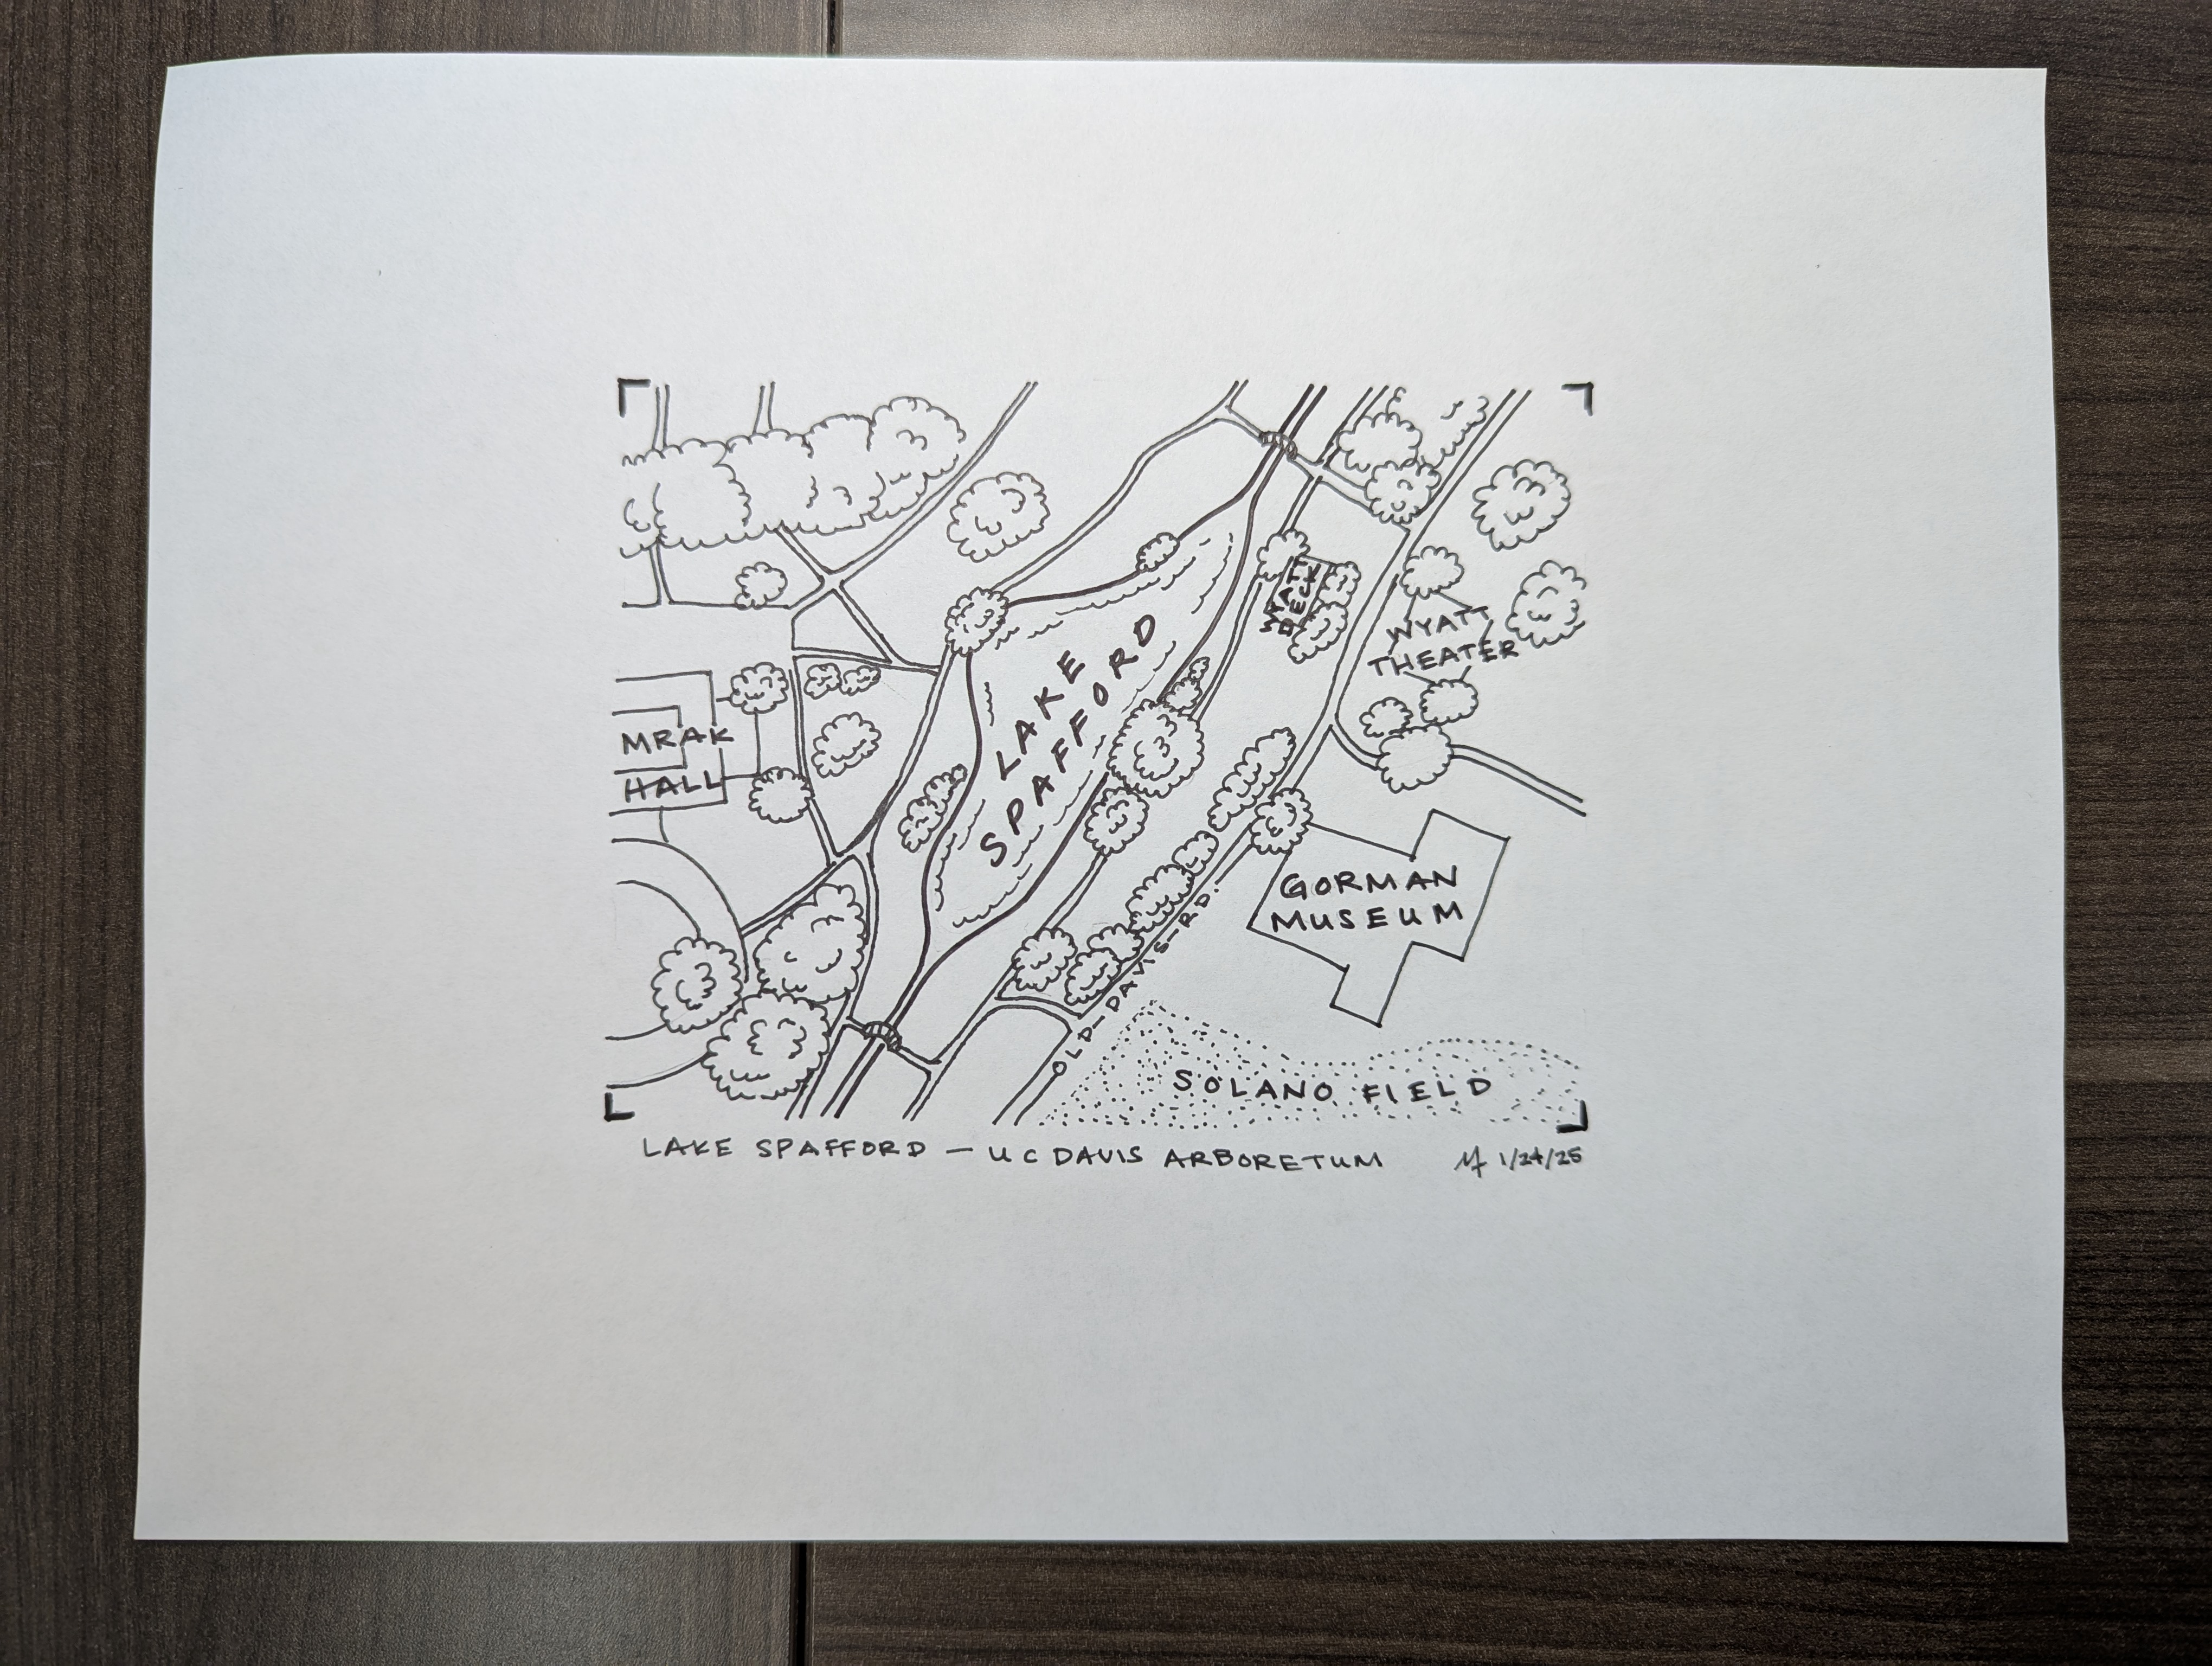 WYATT
DECK
WYATT
THEATER
LAKE
SPAFFORD
MRAK
HALL
GORMAN
MUSEUM
OLD-DAVIS-RD.
SOLANO FIELD
LAKE SPAFFORD — UC DAVIS ARBORETUM
1/24/25